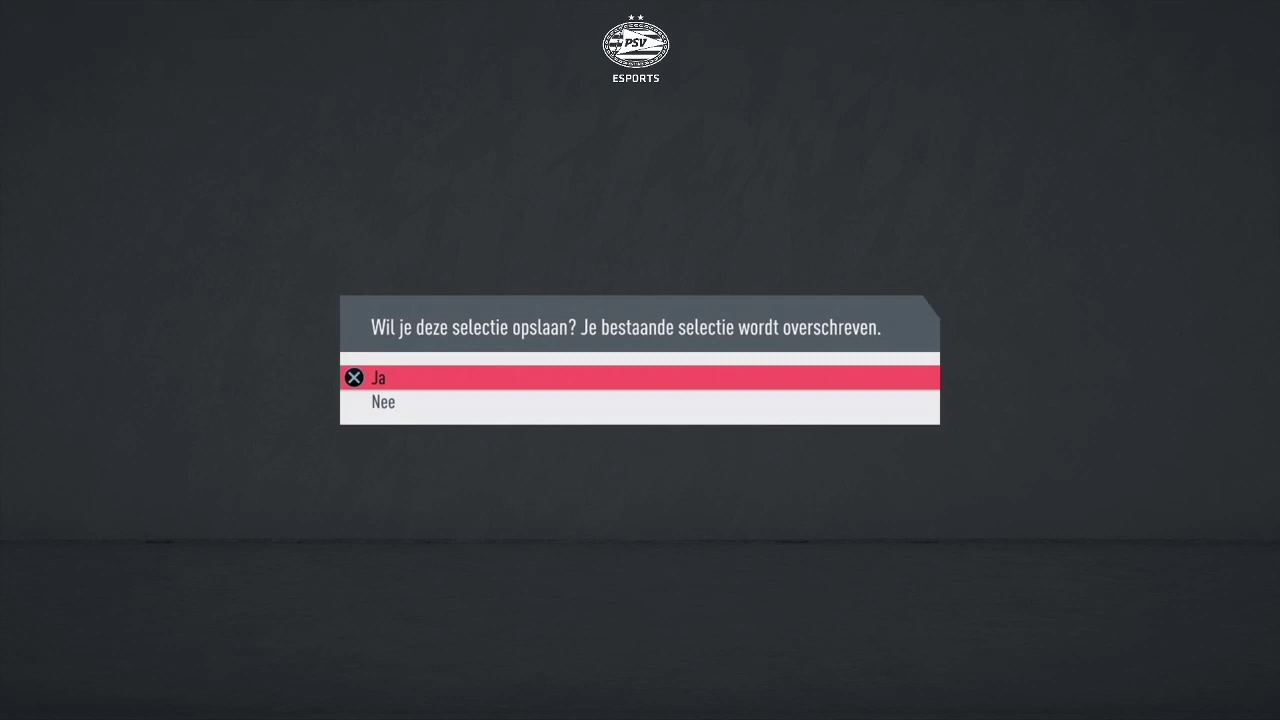 PSV
ESPORTS
Wil je deze selectie opslaan? Je bestaande selectie wordt overschreven.
Ja
Nee